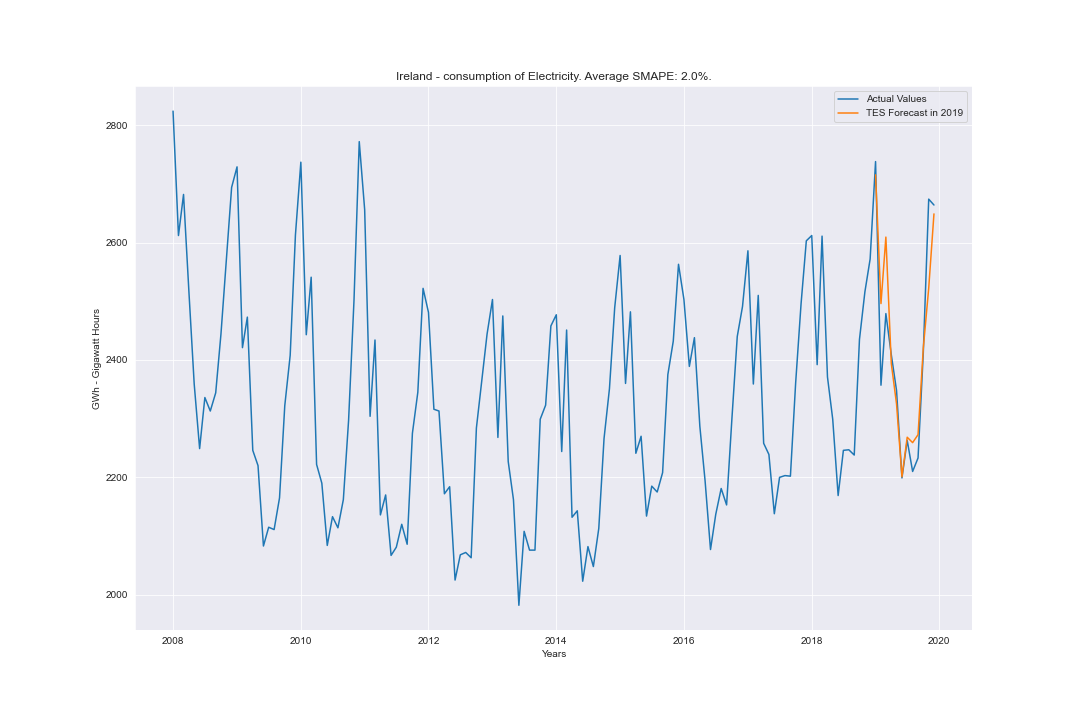 Ireland - consumption of Electricity. Average SMAPE: 2.0%.
Actual Values
TES Forecast in 2019
GWh - Gigawatt Hours
2800
2600
2400
2200
2000
2008
2010
2012
2014
2016
2018
2020
Years